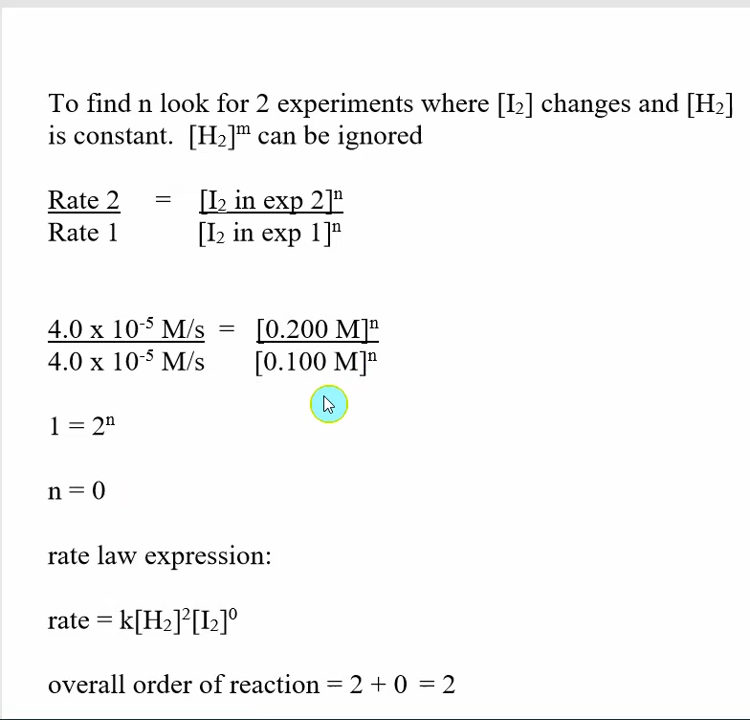 To find n look for 2 experiments where [I₂] changes and [H₂]
is constant. [H₂]ᵐ can be ignored
Rate 2 = [I₂ in exp 2]ⁿ
Rate 1 [I₂ in exp 1]ⁿ
4.0 x 10⁻⁵ M/s = [0.200 M]ⁿ
4.0 x 10⁻⁵ M/s [0.100 M]ⁿ
1 = 2ⁿ
n = 0
rate law expression:
rate = k[H₂]²[I₂]⁰
overall order of reaction = 2 + 0 = 2